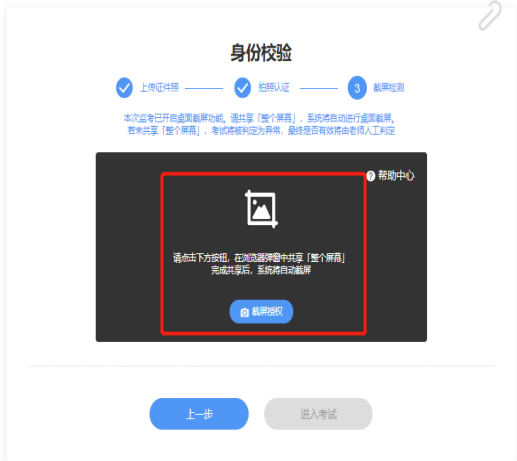 身份校验
上传证件照 拍照认证 3 截屏检测
本次监考已开启桌面截屏功能。请共享「整个屏幕」，系统将自动进行桌面截屏。
若未共享「整个屏幕」，考试将被判定为异常，最终是否有效将由老师人工判定
? 帮助中心
请点击下方按钮，在浏览器弹窗中共享「整个屏幕」
完成共享后，系统将自动截屏
截屏授权
上一步 进入考试